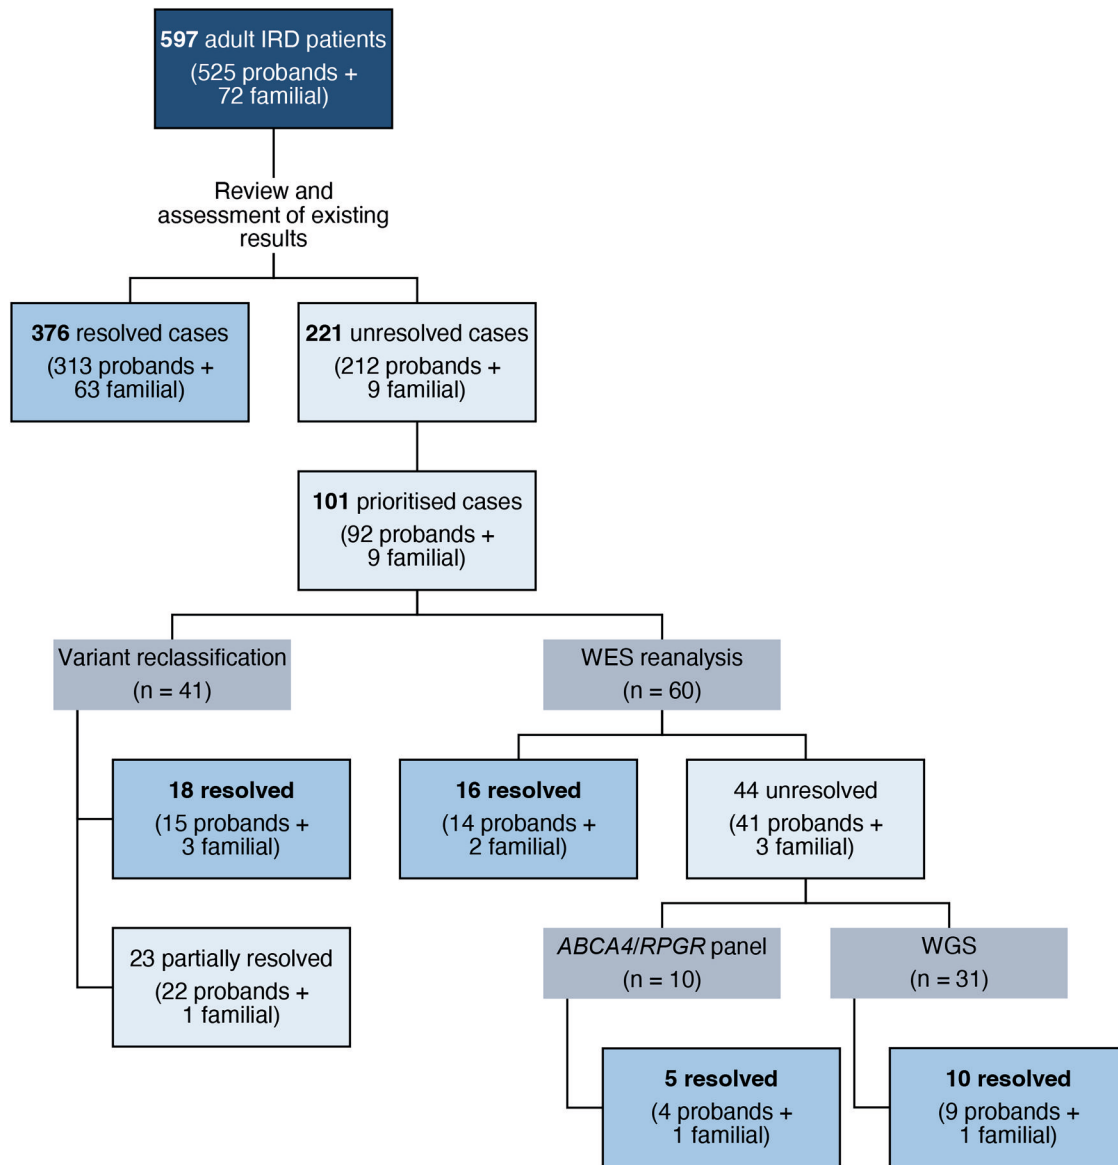 597 adult IRD patients
(525 probands +
72 familial)
Review and
assessment of existing
results
376 resolved cases
(313 probands +
63 familial)
221 unresolved cases
(212 probands +
9 familial)
101 prioritised cases
(92 probands +
9 familial)
Variant reclassification
(n = 41)
WES reanalysis
(n = 60)
18 resolved
(15 probands +
3 familial)
16 resolved
(14 probands +
2 familial)
44 unresolved
(41 probands +
3 familial)
23 partially resolved
(22 probands +
1 familial)
ABCA4/RPGR panel
(n = 10)
WGS
(n = 31)
5 resolved
(4 probands +
1 familial)
10 resolved
(9 probands +
1 familial)